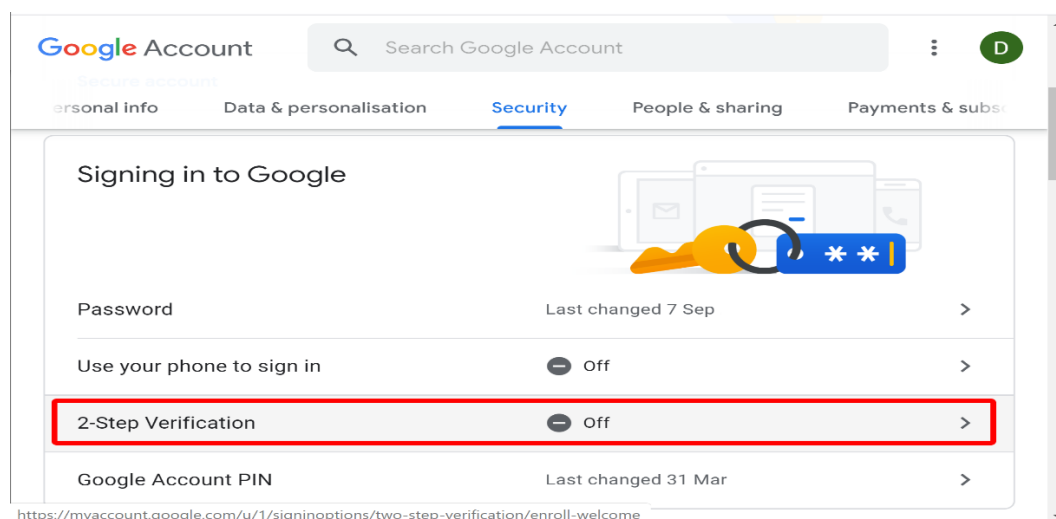 Google Account
Search Google Account
D
Secure account
ersonal info Data & personalisation Security People & sharing Payments & subs
Signing in to Google
**
Password Last changed 7 Sep
Use your phone to sign in Off
2-Step Verification Off
Google Account PIN Last changed 31 Mar
https://myaccount.google.com/u/1/signinoptions/two-step-verification/enroll-welcome